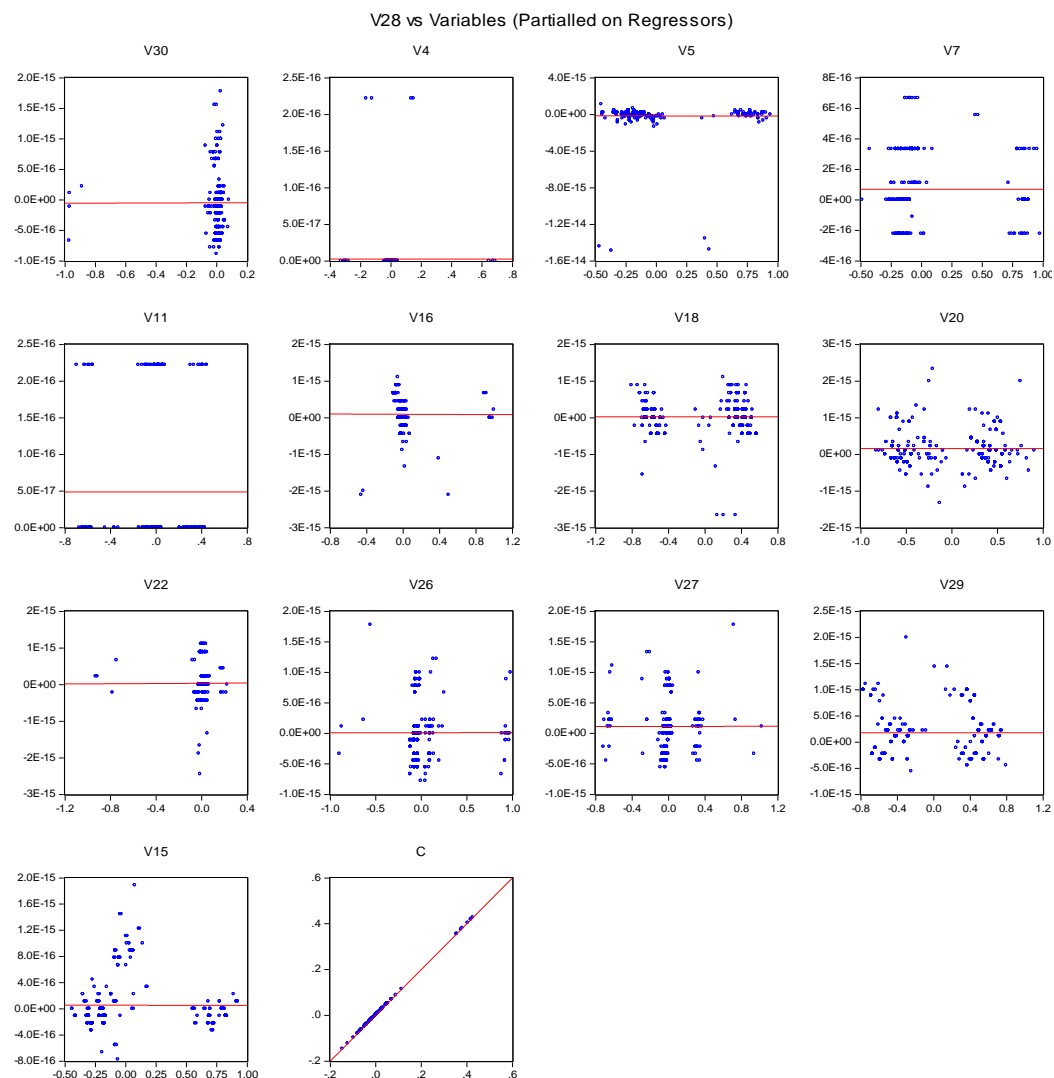 V28 vs Variables (Partialled on Regressors)
V30
2.0E-15
1.5E-15
1.0E-15
5.0E-16
0.0E+00
-5.0E-16
-1.0E-15
-1.0 -0.8 -0.6 -0.4 -0.2 0.0 0.2
V4
2.5E-16
2.0E-16
1.5E-16
1.0E-16
5.0E-17
0.0E+00
-.4 -.2 .0 .2 .4 .6 .8
V5
4.0E-15
0.0E+00
-4.0E-15
-8.0E-15
-1.2E-14
-1.6E-14
-0.50 -0.25 0.00 0.25 0.50 0.75 1.00
V7
8E-16
6E-16
4E-16
2E-16
0E+00
-2E-16
-4E-16
-0.50 -0.25 0.00 0.25 0.50 0.75 1.00
V11
2.5E-16
2.0E-16
1.5E-16
1.0E-16
5.0E-17
0.0E+00
-.8 -.4 .0 .4 .8
V16
2E-15
1E-15
0E+00
-1E-15
-2E-15
-3E-15
-0.8 -0.4 0.0 0.4 0.8 1.2
V18
2E-15
1E-15
0E+00
-1E-15
-2E-15
-3E-15
-1.2 -0.8 -0.4 0.0 0.4 0.8
V20
3E-15
2E-15
1E-15
0E+00
-1E-15
-2E-15
-1.0 -0.5 0.0 0.5 1.0
V22
2E-15
1E-15
0E+00
-1E-15
-2E-15
-3E-15
-1.2 -0.8 -0.4 0.0 0.4
V26
2.0E-15
1.5E-15
1.0E-15
5.0E-16
0.0E+00
-5.0E-16
-1.0E-15
-1.0 -0.5 0.0 0.5 1.0
V27
2.0E-15
1.5E-15
1.0E-15
5.0E-16
0.0E+00
-5.0E-16
-1.0E-15
-0.8 -0.4 0.0 0.4 0.8 1.2
V29
2.5E-15
2.0E-15
1.5E-15
1.0E-15
5.0E-16
0.0E+00
-5.0E-16
-1.0E-15
-0.8 -0.4 0.0 0.4 0.8 1.2
V15
2.0E-15
1.6E-15
1.2E-15
8.0E-16
4.0E-16
0.0E+00
-4.0E-16
-8.0E-16
-0.50 -0.25 0.00 0.25 0.50 0.75 1.00
C
.6
.4
.2
.0
-.2
-.2 .0 .2 .4 .6